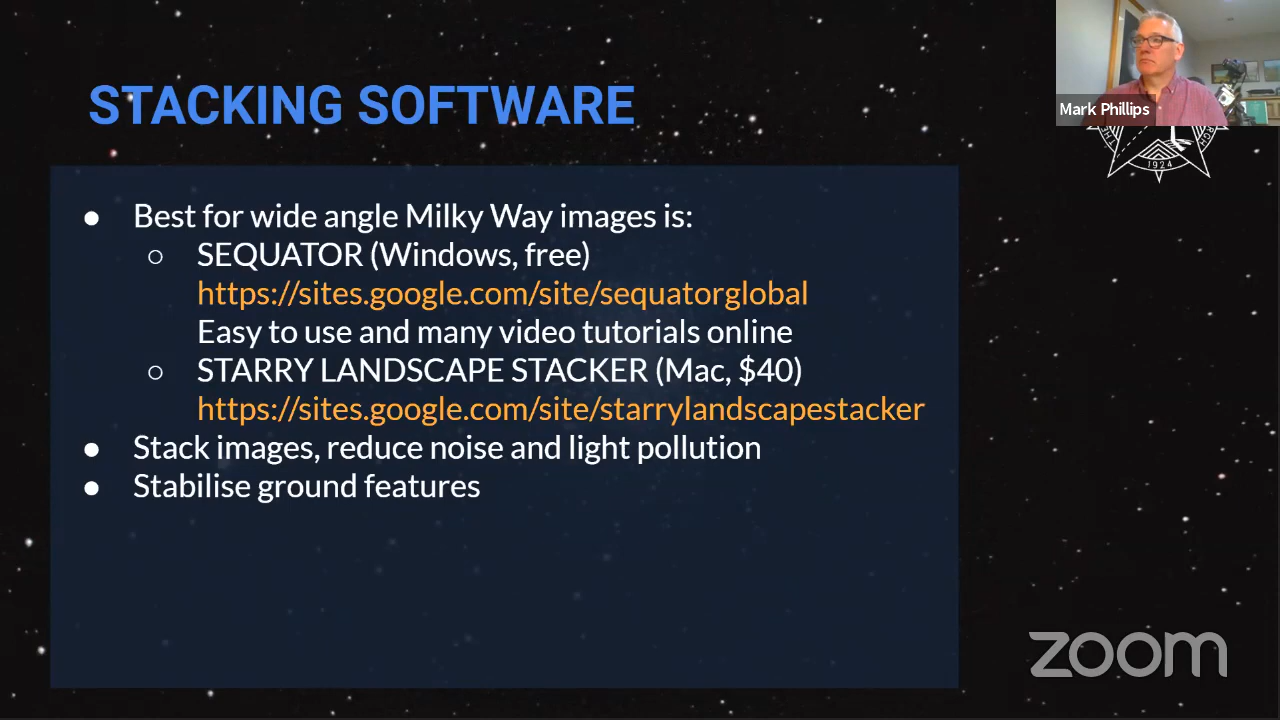 STACKING SOFTWARE
Mark Phillips
1924
● Best for wide angle Milky Way images is:
○ SEQUATOR (Windows, free)
https://sites.google.com/site/sequatorglobal
Easy to use and many video tutorials online
○ STARRY LANDSCAPE STACKER (Mac, $40)
https://sites.google.com/site/starrylandscapestacker
● Stack images, reduce noise and light pollution
● Stabilise ground features
zoom